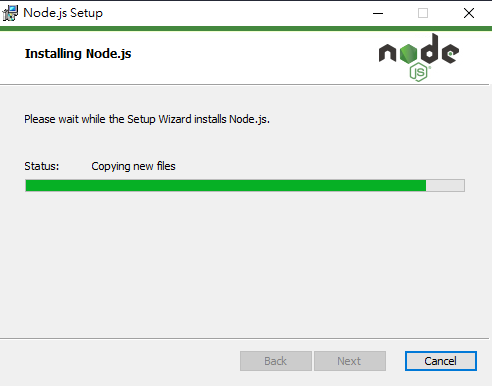 Node.js Setup
Installing Node.js
node
JS
Please wait while the Setup Wizard installs Node.js.
Status: Copying new files
Back Next Cancel